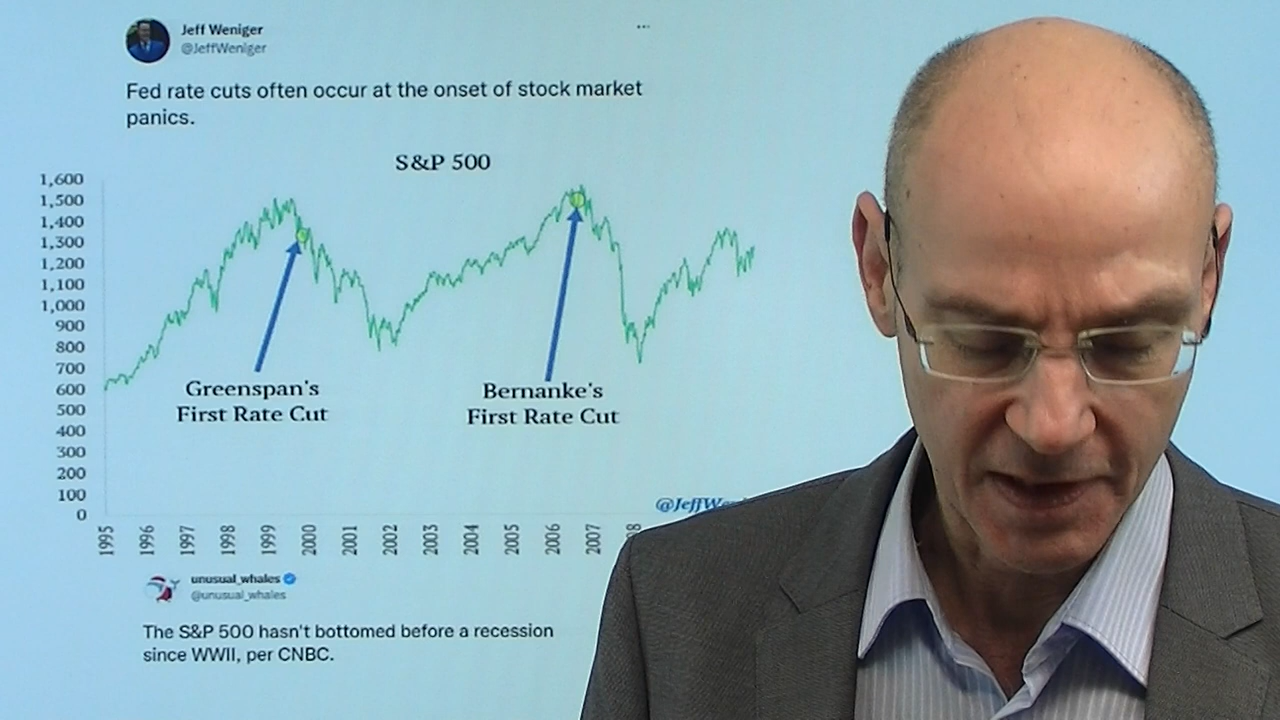 Jeff Weniger
@JeffWeniger
Fed rate cuts often occur at the onset of stock market
panics.
S&P 500
1,600
1,500
1,400
1,300
1,200
1,100
1,000
900
800
700
600
500
400
300
200
100
0
Greenspan's
First Rate Cut
Bernanke's
First Rate Cut
1995
1996
1997
1998
1999
2000
2001
2002
2003
2004
2005
2006
2007
unusual_whales
@unusual_whales
The S&P 500 hasn't bottomed before a recession
since WWII, per CNBC.